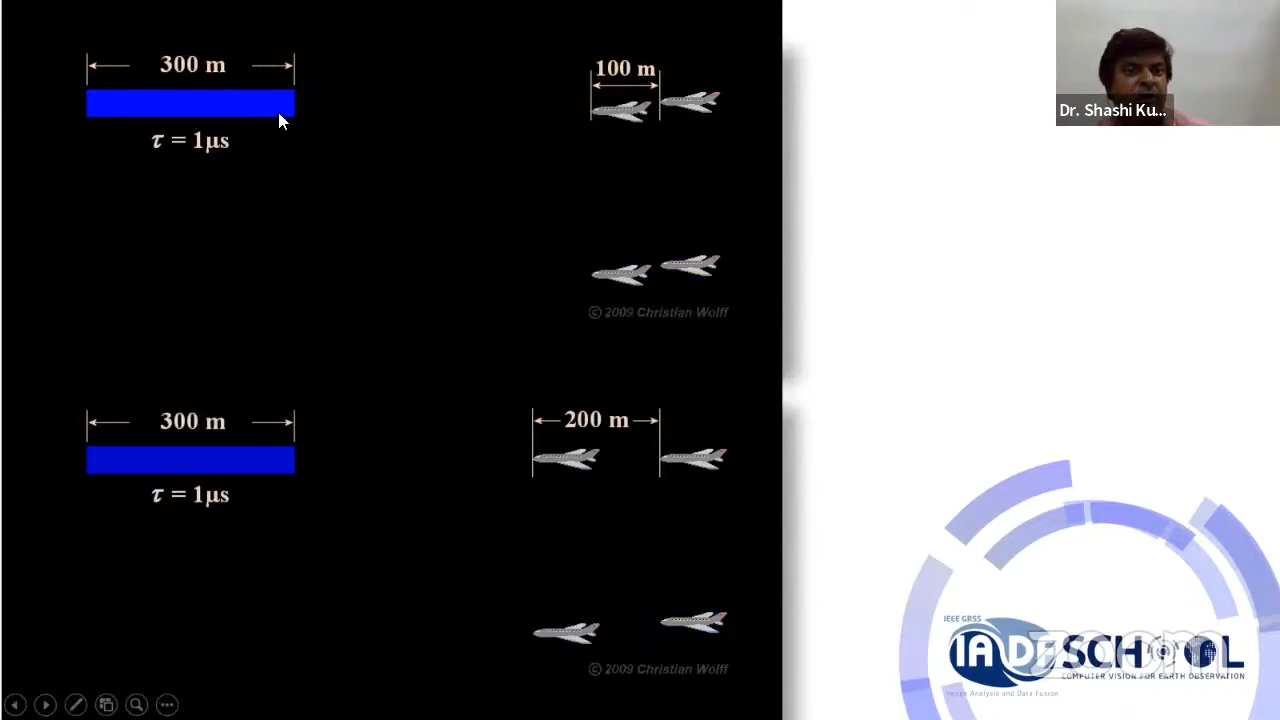 300 m
τ = 1µs
100 m
© 2009 Christian Wolff
300 m
τ = 1µs
200 m
© 2009 Christian Wolff
Dr. Shashi Ku...
IEEE GRSS
IADF SCHOOL
COMPUTER VISION FOR EARTH OBSERVATION
Image Analysis and Data Fusion
zoom